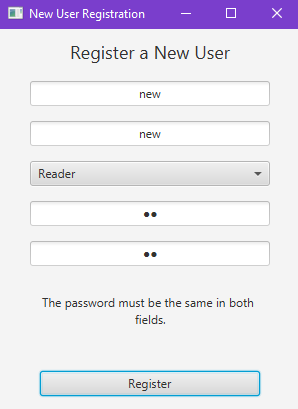 New User Registration
Register a New User
new
new
Reader
●●
●●
The password must be the same in both
fields.
Register